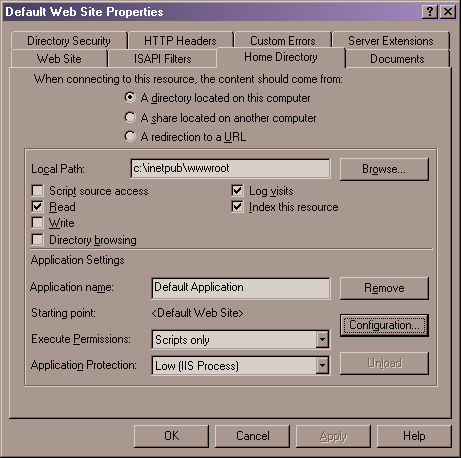 Default Web Site Properties
Directory Security HTTP Headers Custom Errors Server Extensions
Web Site ISAPI Filters Home Directory Documents
When connecting to this resource, the content should come from:
A directory located on this computer
A share located on another computer
A redirection to a URL
Local Path: c:\inetpub\wwwroot Browse...
Script source access Log visits
Read Index this resource
Write
Directory browsing
Application Settings
Application name: Default Application Remove
Starting point: <Default Web Site>
Configuration...
Execute Permissions: Scripts only
Application Protection: Low (IIS Process) Unload
OK Cancel Apply Help